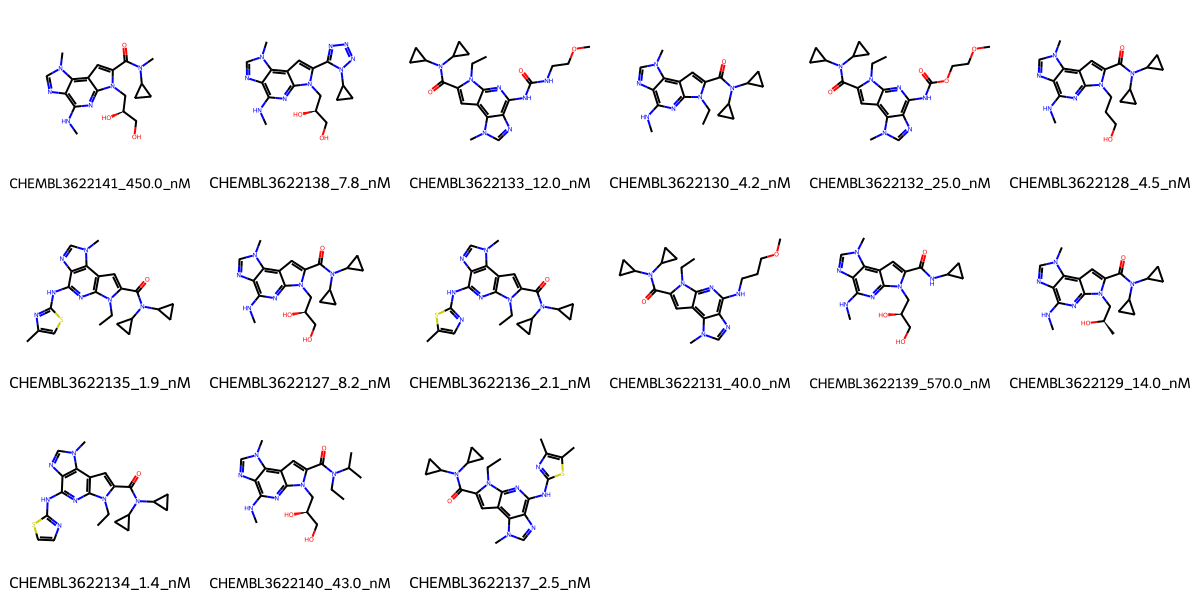 CHEMBL3622141_450.0_nM
CHEMBL3622138_7.8_nM
CHEMBL3622133_12.0_nM
CHEMBL3622130_4.2_nM
CHEMBL3622132_25.0_nM
CHEMBL3622128_4.5_nM
CHEMBL3622135_1.9_nM
CHEMBL3622127_8.2_nM
CHEMBL3622136_2.1_nM
CHEMBL3622131_40.0_nM
CHEMBL3622139_570.0_nM
CHEMBL3622129_14.0_nM
CHEMBL3622134_1.4_nM
CHEMBL3622140_43.0_nM
CHEMBL3622137_2.5_nM